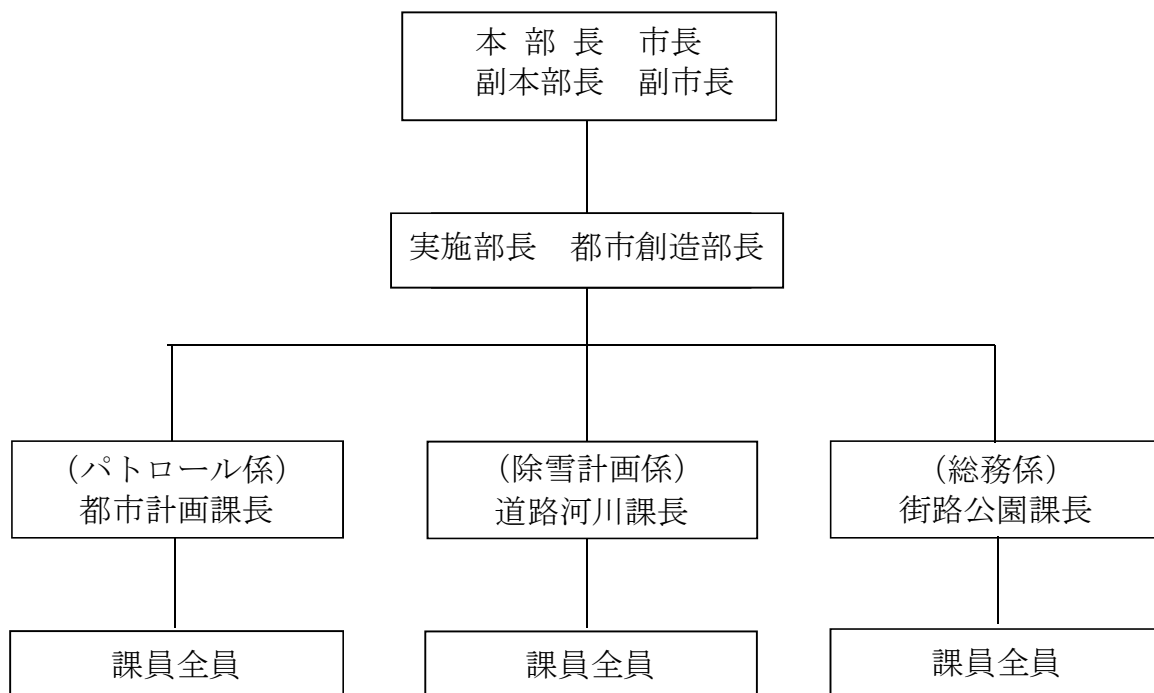 本 部 長　市長
副本部長　副市長
実施部長　都市創造部長
（パトロール係）
都市計画課長
（除雪計画係）
道路河川課長
（総務係）
街路公園課長
課員全員
課員全員
課員全員